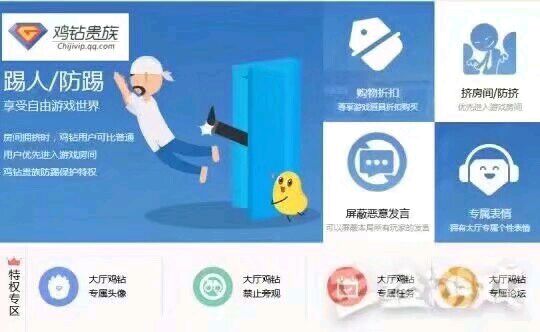 鸡钻贵族
Chijivip.qq.com
踢人/防踢
享受自由游戏世界
房间拥挤时,鸡钻用户可比普通
用户优先进入游戏房间
鸡钻贵族防踢保护特权
购物折扣
尊享游戏道具折扣购买
挤房间/防挤
优先进入游戏房间
屏蔽恶意发言
可以屏蔽本局所有玩家的发言
专属表情
拥有大厅专属个性表情
特权专区
大厅鸡钻
专属头像
大厅鸡钻
禁止旁观
大厅鸡钻
专属任务
大厅鸡钻
专属论坛